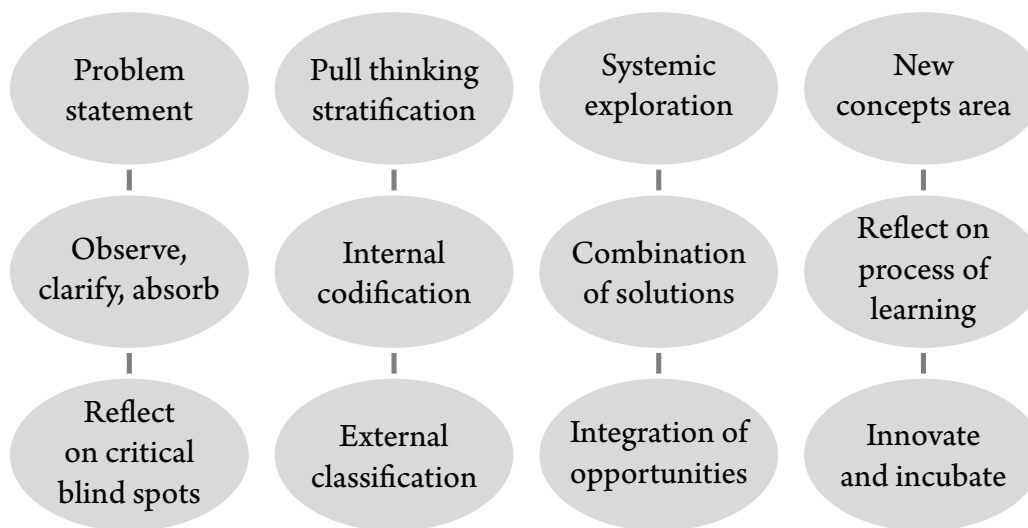 Problem
statement
Pull thinking
stratification
Systemic
exploration
New
concepts area
Observe,
clarify, absorb
Internal
codification
Combination
of solutions
Reflect on
process of
learning
Reflect
on critical
blind spots
External
classification
Integration of
opportunities
Innovate
and incubate